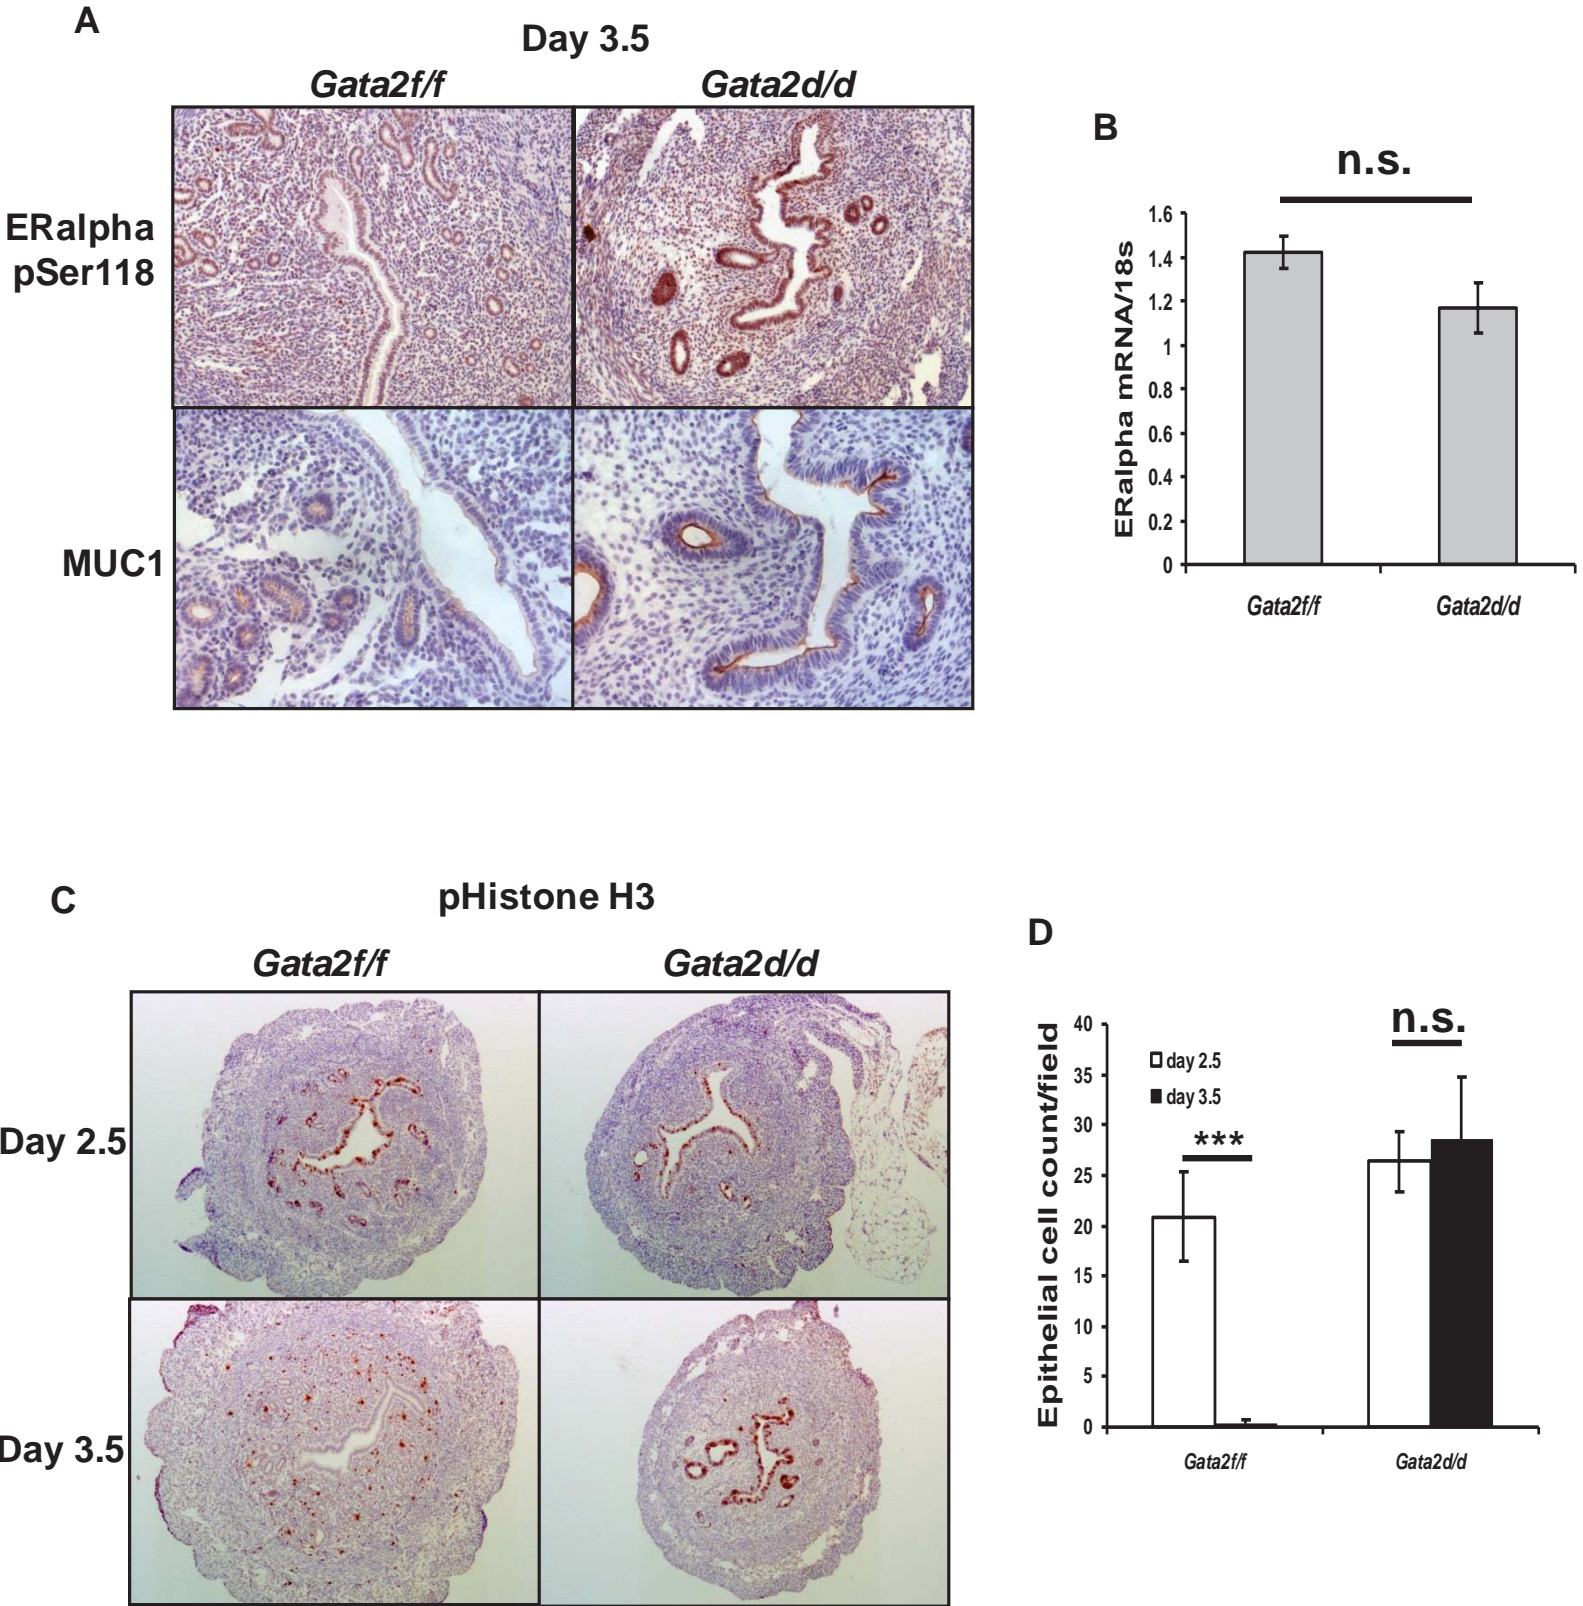 A
Day 3.5
Gata2f/f
Gata2d/d
ERalpha
pSer118
MUC1
B
n.s.
ERalpha mRNA/18s
1.6
1.4
1.2
1
0.8
0.6
0.4
0.2
0
Gata2f/f
Gata2d/d
C
pHistone H3
Gata2f/f
Gata2d/d
Day 2.5
Day 3.5
D
n.s.
Epithelial cell count/field
40
35
30
25
20
15
10
5
0
day 2.5
day 3.5
***
Gata2f/f
Gata2d/d